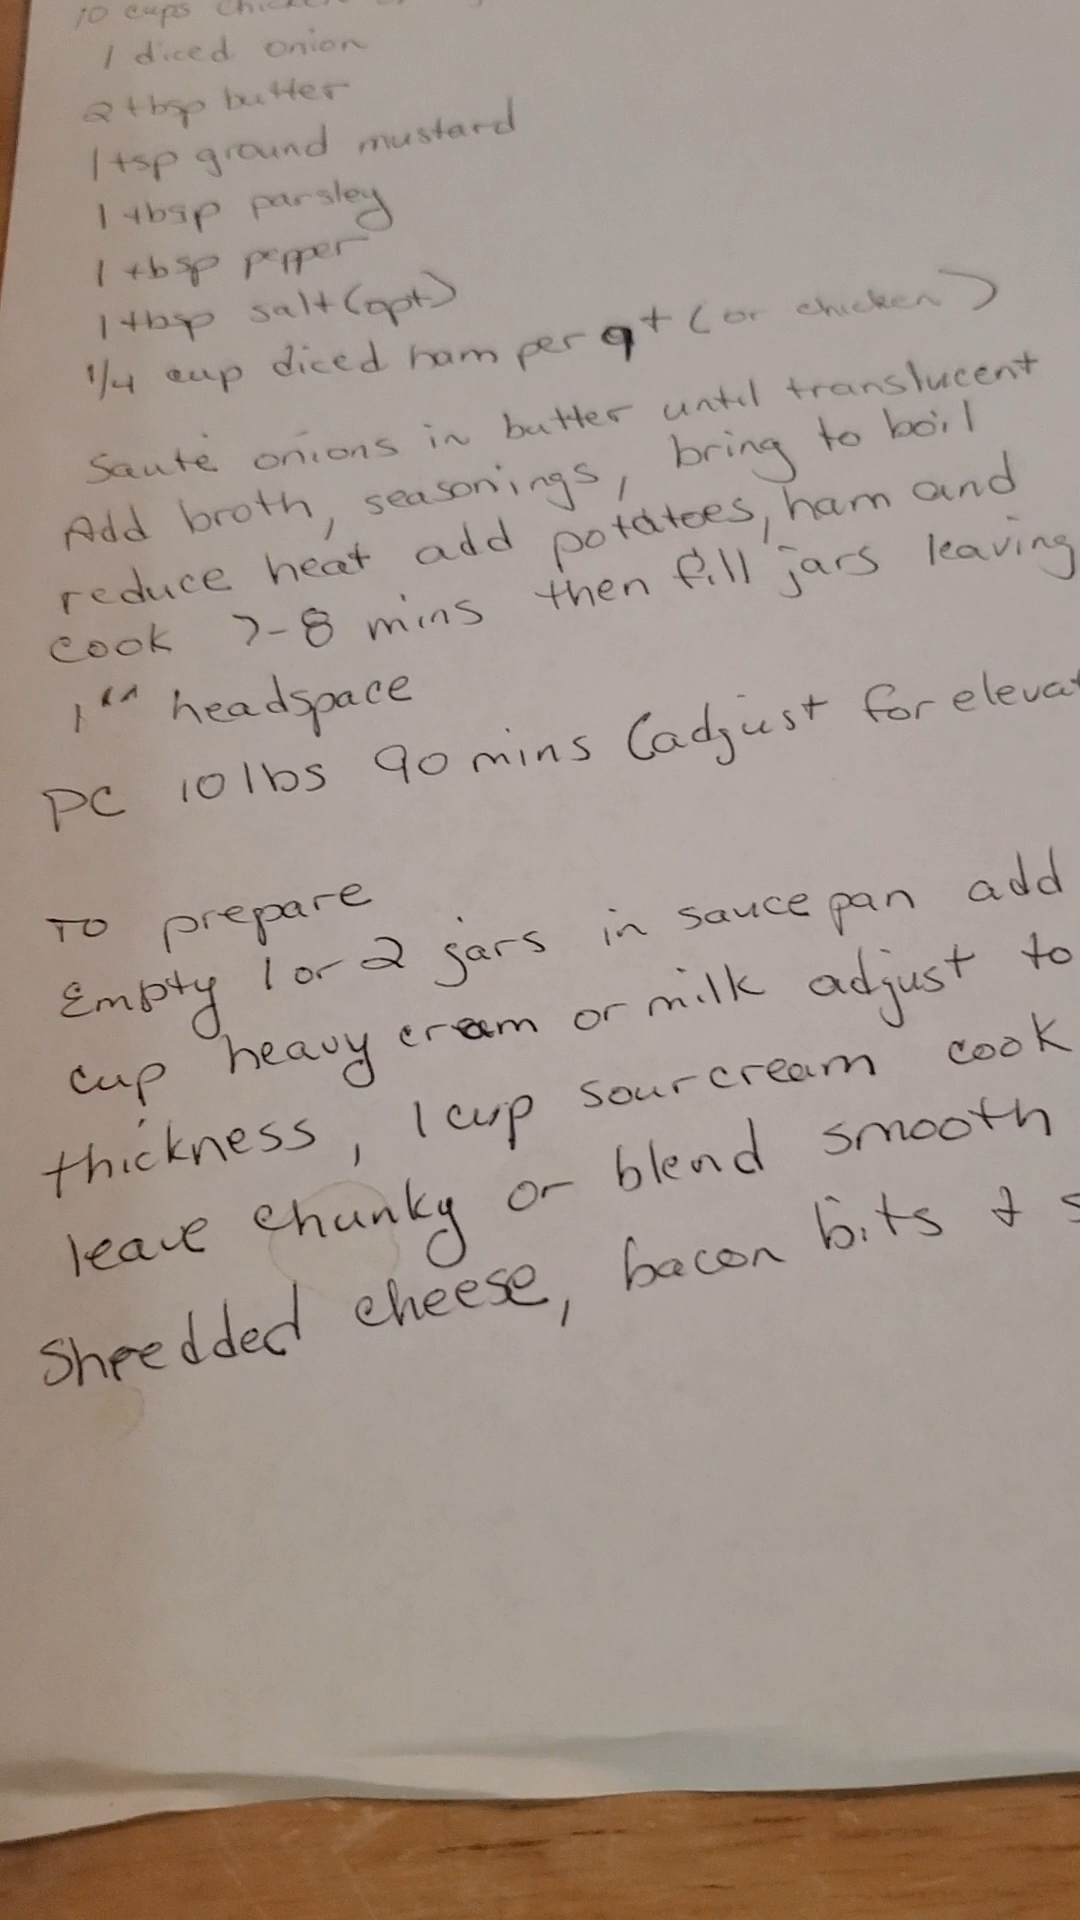 10 cups chicken
1 diced onion
2 tbsp butter
1 tsp ground mustard
1 tbsp parsley
1 tbsp pepper
1 tbsp salt (opt)
1/4 cup diced ham per qt (or chicken)
Sauté onions in butter until translucent
Add broth, seasonings, bring to boil
reduce heat add potatoes, ham and
cook 7-8 mins then fill jars leaving
1" headspace
PC 10 lbs 90 mins (adjust for elevat
To prepare
Empty 1 or 2 jars in sauce pan add
cup heavy cream or milk adjust to
thickness, 1 cup sour cream cook
leave chunky or blend smooth
Shredded cheese, bacon bits & s